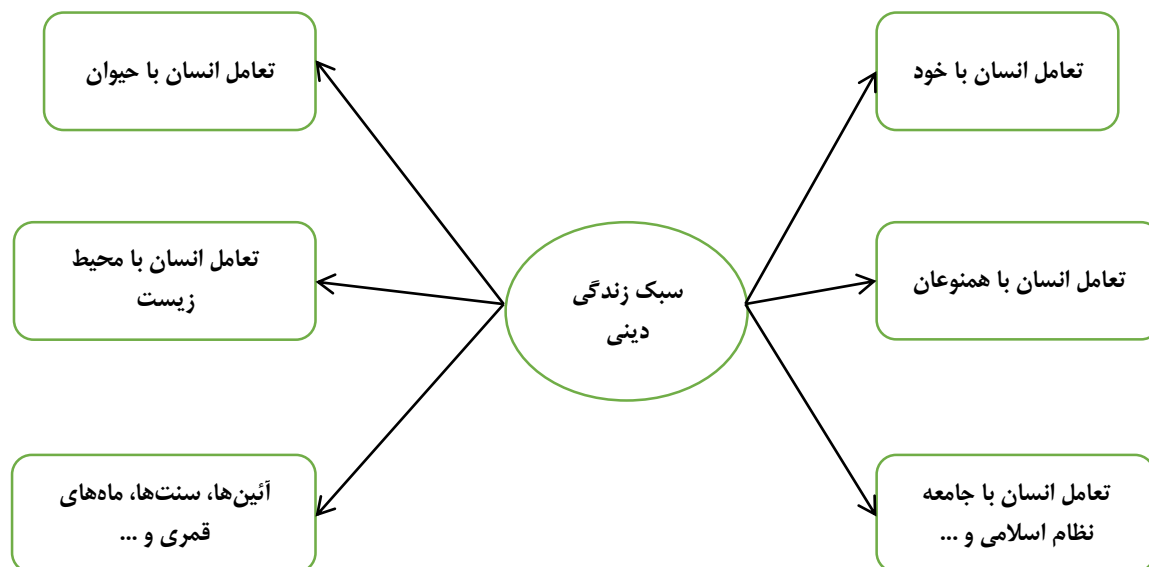 تعامل انسان با خود
تعامل انسان با همنوعان
تعامل انسان با جامعه
نظام اسلامی و ...
سبک زندگی
دینی
تعامل انسان با حیوان
تعامل انسان با محیط
زیست
آئین‌ها، سنت‌ها، ماه‌های
قمری و ...